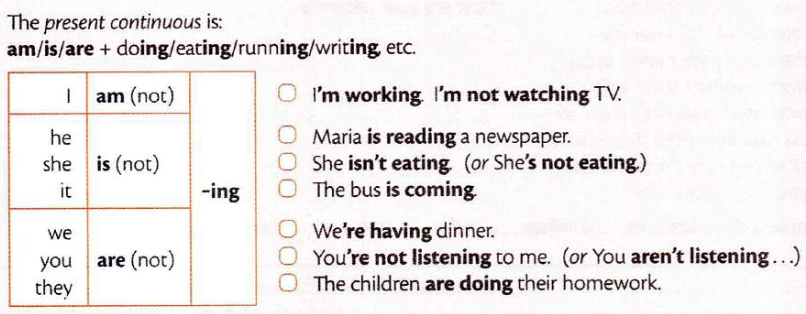 The present continuous is:
am/is/are + doing/eating/running/writing, etc.
I am (not)
he
she is (not)
it
-ing
we
you are (not)
they
I'm working. I'm not watching TV.
Maria is reading a newspaper.
She isn't eating. (or She's not eating.)
The bus is coming.
We're having dinner.
You're not listening to me. (or You aren't listening ...)
The children are doing their homework.